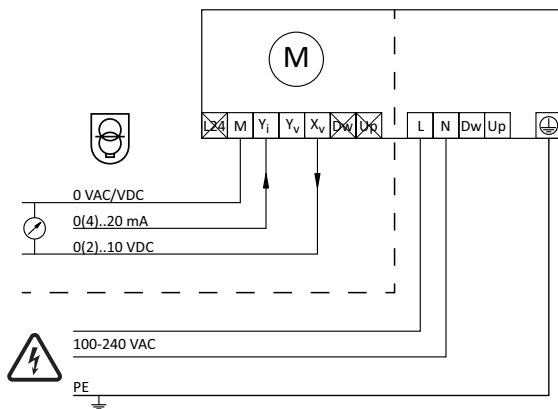 M
L24 M Yi Yv Xv Dw Up L N Dw Up
0 VAC/VDC
0(4)..20 mA
0(2)..10 VDC
100-240 VAC
PE